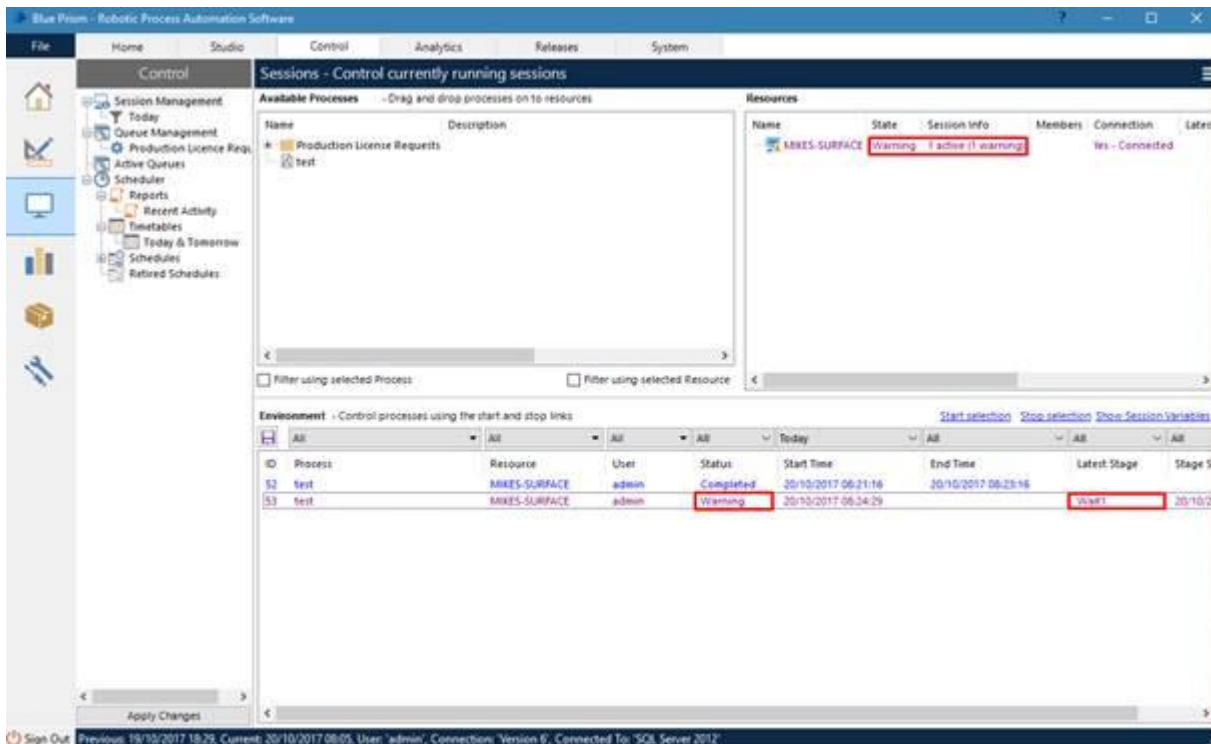 Blue Prism - Robotic Process Automation Software
? 
File Home Studio Control Analytics Releases System
Control
Sessions - Control currently running sessions
Session Management
Today
Queue Management
Production Licence Requ
Active Queues
Scheduler
Reports
Recent Activity
Timetables
Today & Tomorrow
Schedules
Retired Schedules
Available Processes - Drag and drop processes on to resources
Name Description
Production License Requests
test
Filter using selected Process Filter using selected Resource
Resources
Name State Session Info Members Connection Latest
MIKES-SURFACE Warning 1 active (1 warning) Yes - Connected
Environment - Control processes using the start and stop links
Start selection Stop selection Show Session Variables
All All All All Today All All All
ID Process Resource User Status Start Time End Time Latest Stage Stage S
52 test MIKES-SURFACE admin Completed 20/10/2017 08:21:16 20/10/2017 08:23:16
53 test MIKES-SURFACE admin Warning 20/10/2017 08:24:29 Wait1 20/10/2
Apply Changes
Sign Out Previous: 19/10/2017 18:29, Current: 20/10/2017 08:05, User: 'admin', Connection: 'Version 6', Connected To: 'SQL Server 2012'